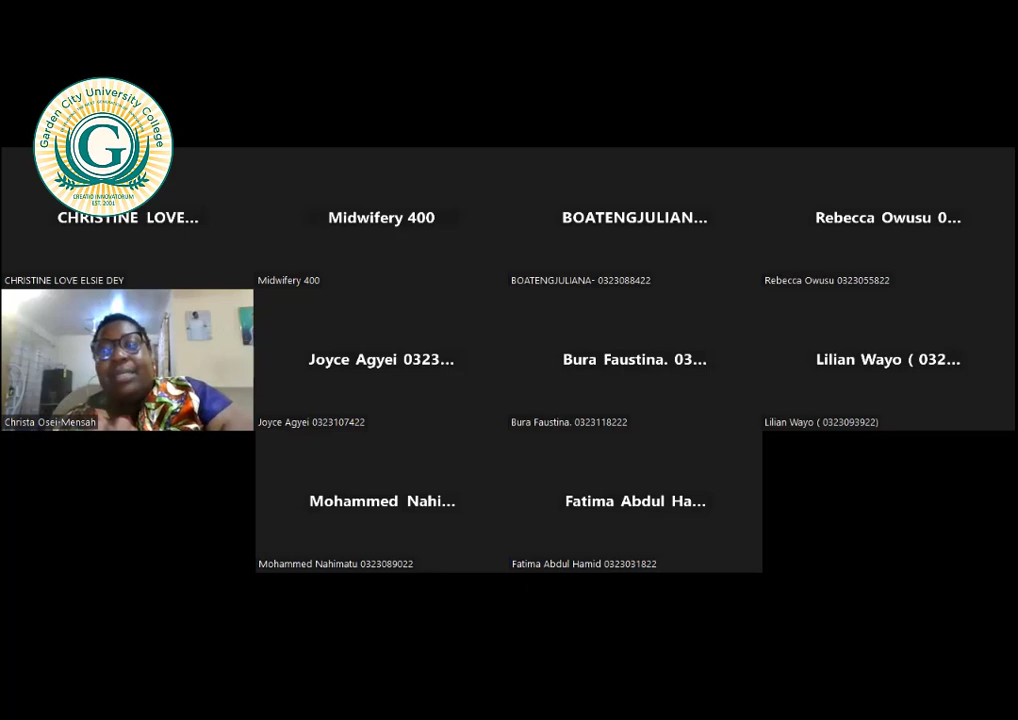 Garden City University College
G
CREATIO INNOVATORUM
EST. 2001
CHRISTINE LOVE...
Midwifery 400
BOATENGJULIAN...
Rebecca Owusu 0...
CHRISTINE LOVE ELSIE DEY
Midwifery 400
BOATENGJULIANA- 0323088422
Rebecca Owusu 0323055822
Joyce Agyei 0323...
Bura Faustina. 03...
Lilian Wayo ( 032...
Christa Osei-Mensah
Joyce Agyei 0323107422
Bura Faustina. 0323118222
Lilian Wayo ( 0323093922)
Mohammed Nahi...
Fatima Abdul Ha...
Mohammed Nahimatu 0323089022
Fatima Abdul Hamid 0323031822